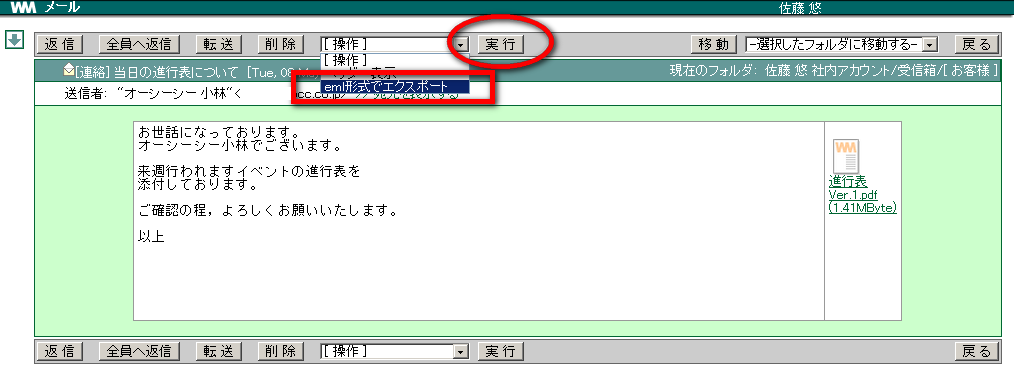 WM メール 佐藤 悠
返信 全員へ返信 転送 削除 [ 操作 ] 実行 移動 -選択したフォルダに移動する- 戻る
[ 操作 ]
表示
eml形式でエクスポート
[連絡] 当日の進行表について [Tue, 現在のフォルダ: 佐藤 悠 社内アカウント/受信箱/[ お客様 ]
送信者: “オーシーシー 小林“<
お世話になっております。
オーシーシー小林でございます。
来週行われますイベントの進行表を
添付しております。
ご確認の程，よろしくお願いいたします。
以上
WM
進行表
Ver.1.pdf
(1.41MByte)
返信 全員へ返信 転送 削除 [ 操作 ] 実行 戻る